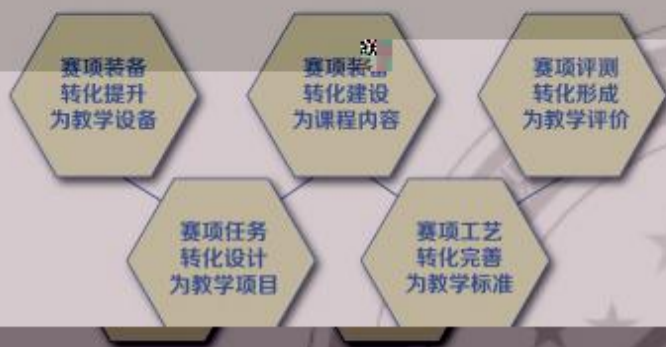 赛项装备
转化提升
为教学设备
赛项装
转化建设
为课程内容
赛项评测
转化形成
为教学评价
赛项任务
转化设计
为教学项目
赛项工艺
转化完善
为教学标准